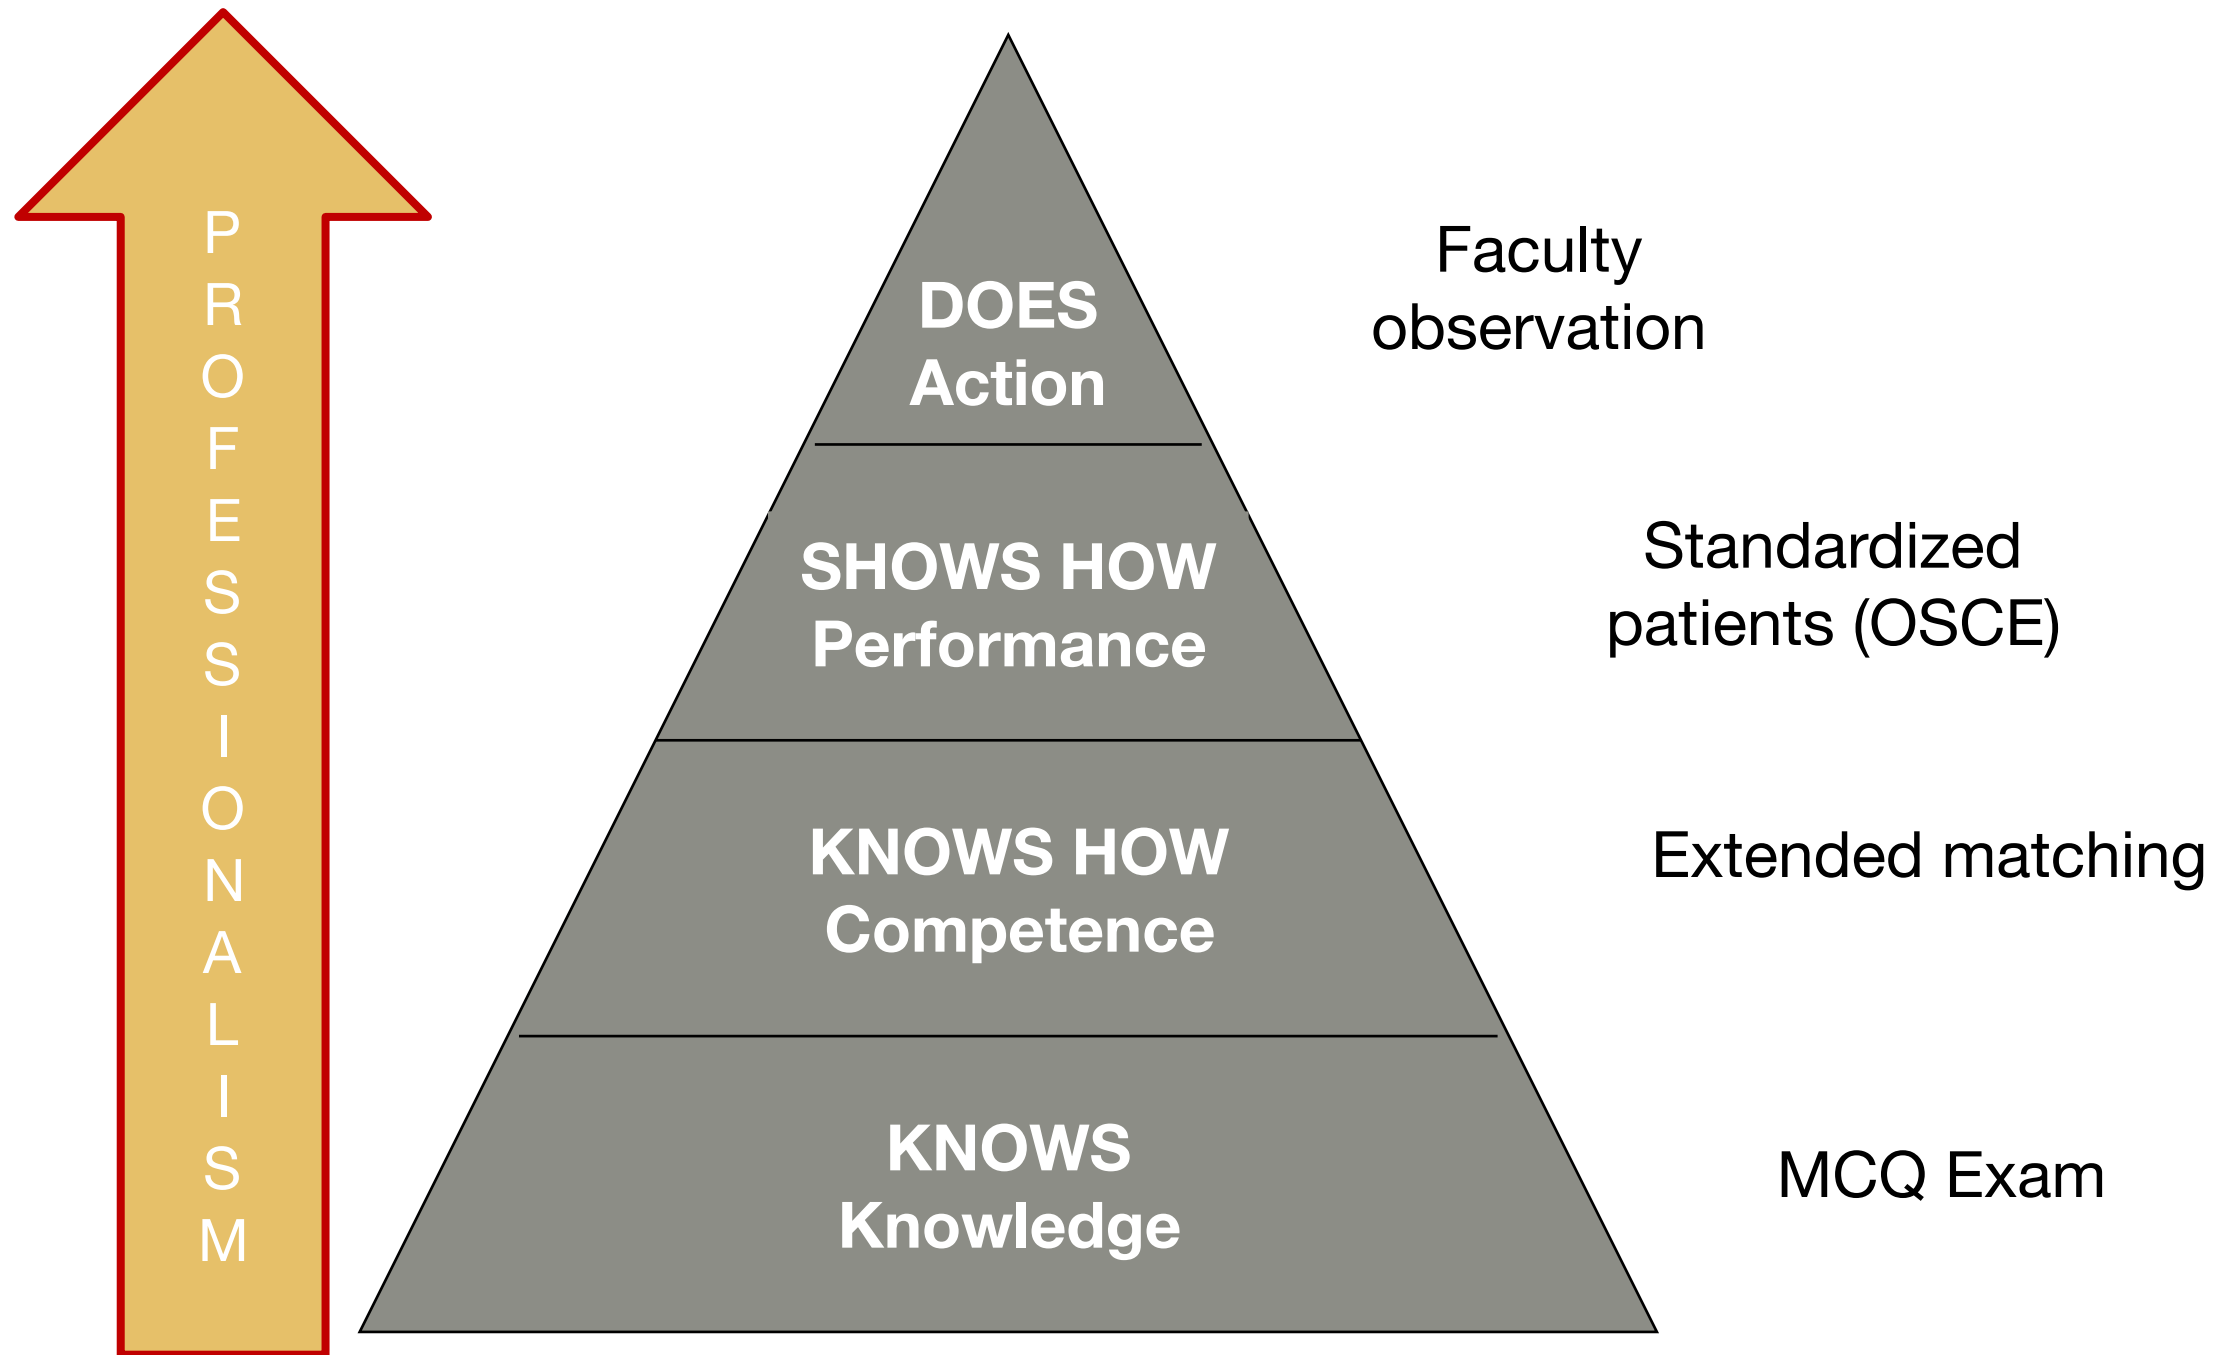 P
R
O
F
E
S
S
I
O
N
A
L
I
S
M
DOES
Action
Faculty
observation
SHOWS HOW
Performance
Standardized
patients (OSCE)
KNOWS HOW
Competence
Extended matching
KNOWS
Knowledge
MCQ Exam